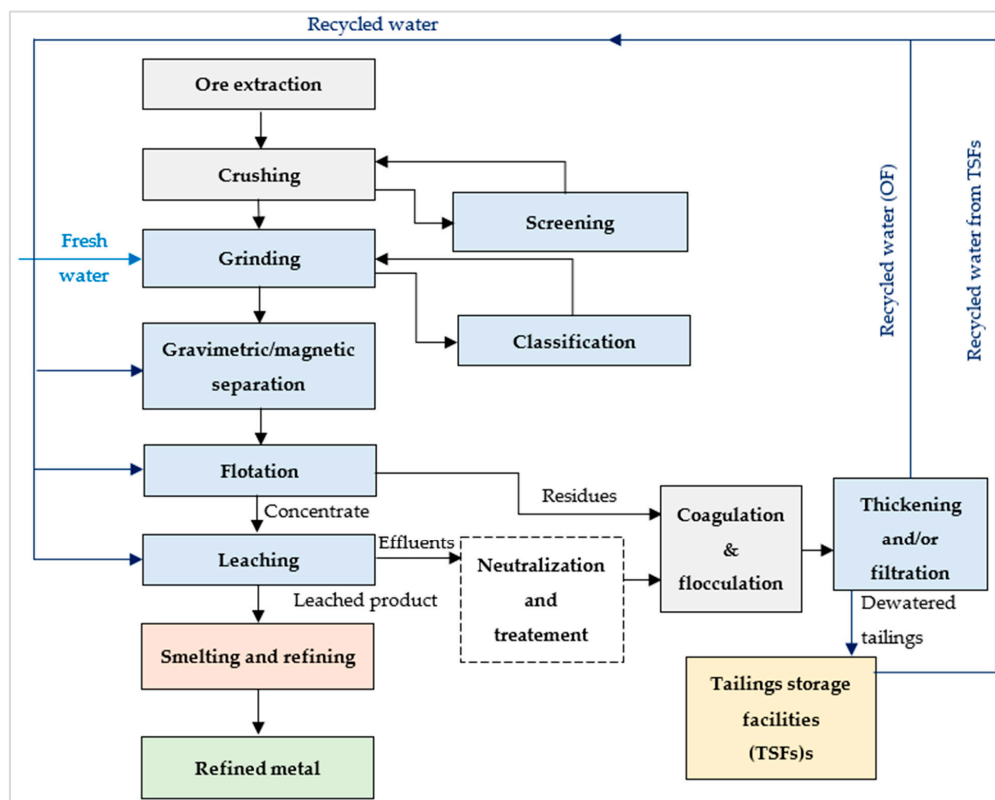 Recycled water
Ore extraction
Crushing
Screening
Fresh
water
Grinding
Classification
Gravimetric/magnetic
separation
Flotation
Residues
Concentrate
Leaching
Effluents
Leached product
Neutralization
and
treatement
Coagulation
&
flocculation
Thickening
and/or
filtration
Dewatered
tailings
Tailings storage
facilities
(TSFs)s
Smelting and refining
Refined metal
Recycled water (OF)
Recycled water from TSFs